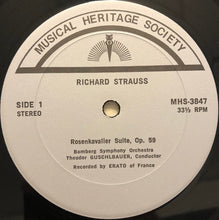 MUSICAL HERITAGE SOCIETY
RICHARD STRAUSS
SIDE 1
STEREO
MHS-3847
33⅓ RPM
Rosenkavalier Suite, Op. 59
Bamberg Symphony Orchestra
Theodor GUSCHLBAUER, Conductor
Recorded by ERATO of France